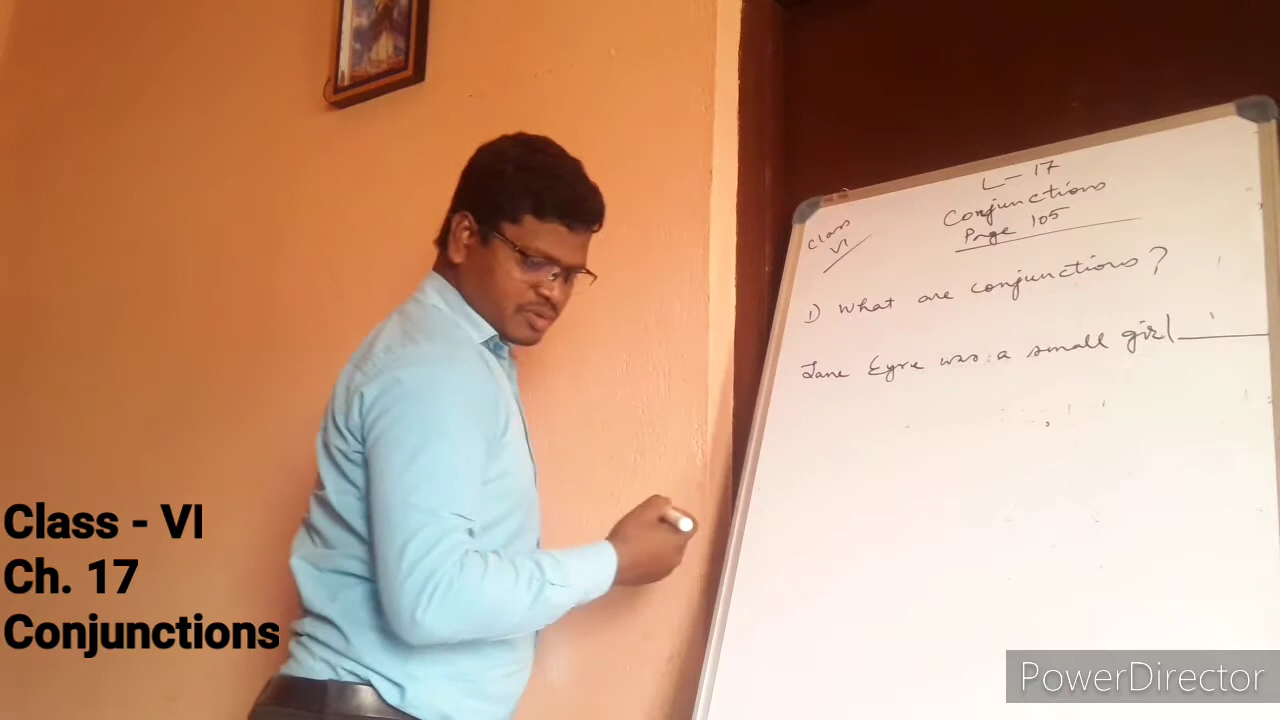 L - 17
Conjunctions
Page 105
Class
VI
1) What are conjunctions?
Jane Eyre was a small girl
Class - VI
Ch. 17
Conjunctions
PowerDirector